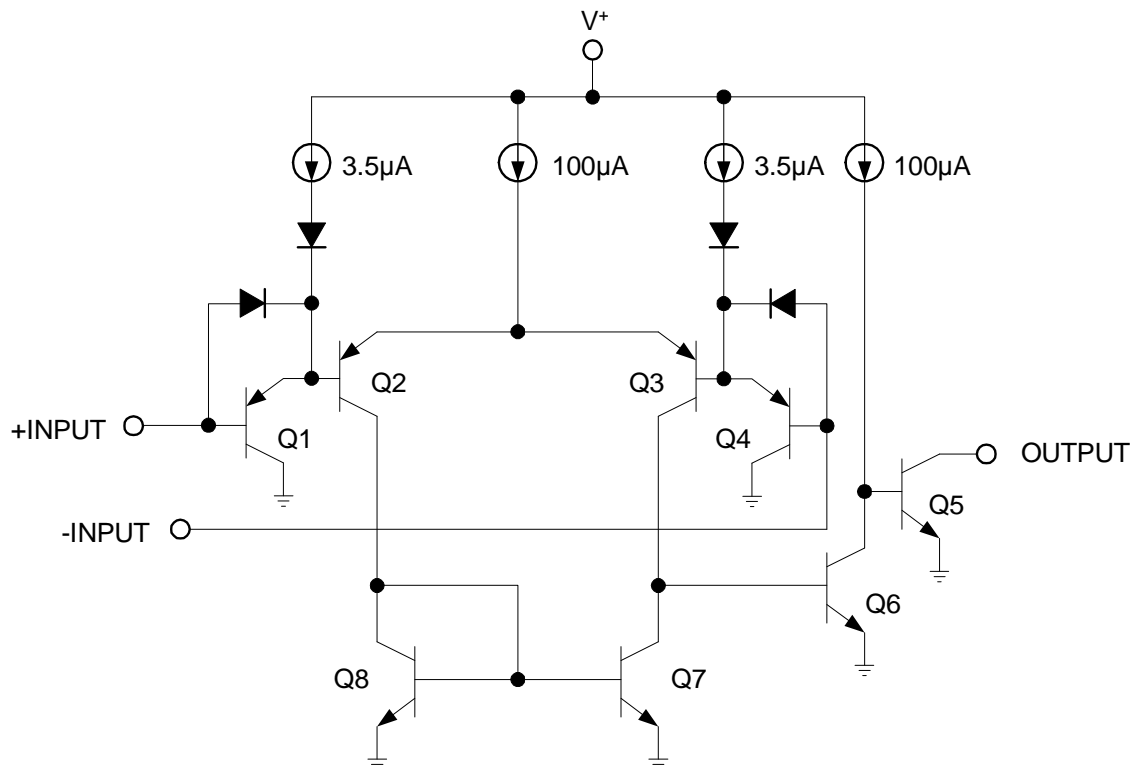 V⁺
3.5µA
100µA
3.5µA
100µA
Q2
Q3
+INPUT
Q1
Q4
OUTPUT
Q5
-INPUT
Q6
Q8
Q7